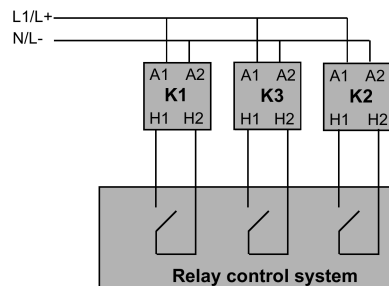 L1/L+
N/L-
A1 A2 A1 A2 A1 A2
K1 K3 K2
H1 H2 H1 H2 H1 H2
Relay control system